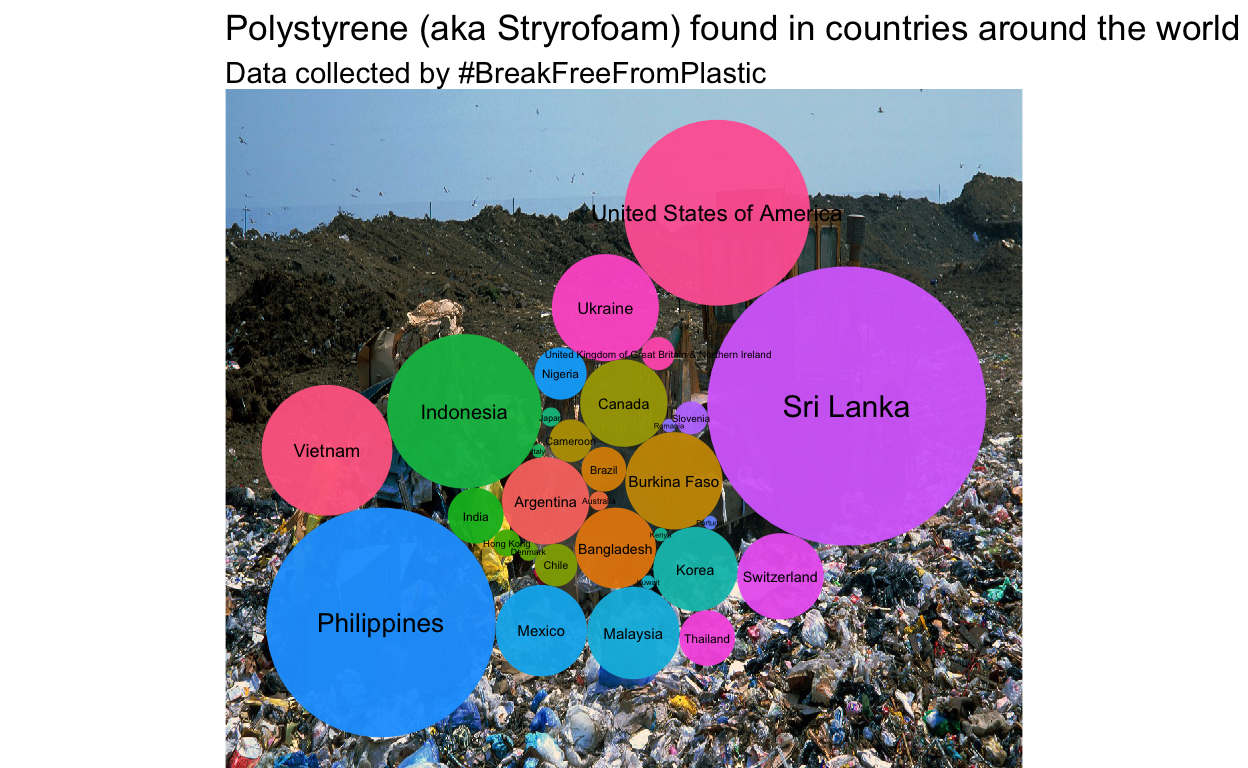 Polystyrene (aka Stryrofoam) found in countries around the world
Data collected by #BreakFreeFromPlastic
United States of America
Ukraine
United Kingdom of Great Britain & Northern Ireland
Nigeria
Canada
Sri Lanka
Indonesia
Japan
Slovenia
Romania
Cameroon
Vietnam
Italy
Brazil
Burkina Faso
Argentina
Australia
India
Kenya
Hong Kong
Denmark
Bangladesh
Chile
Korea
Switzerland
Kuwait
Philippines
Mexico
Malaysia
Thailand